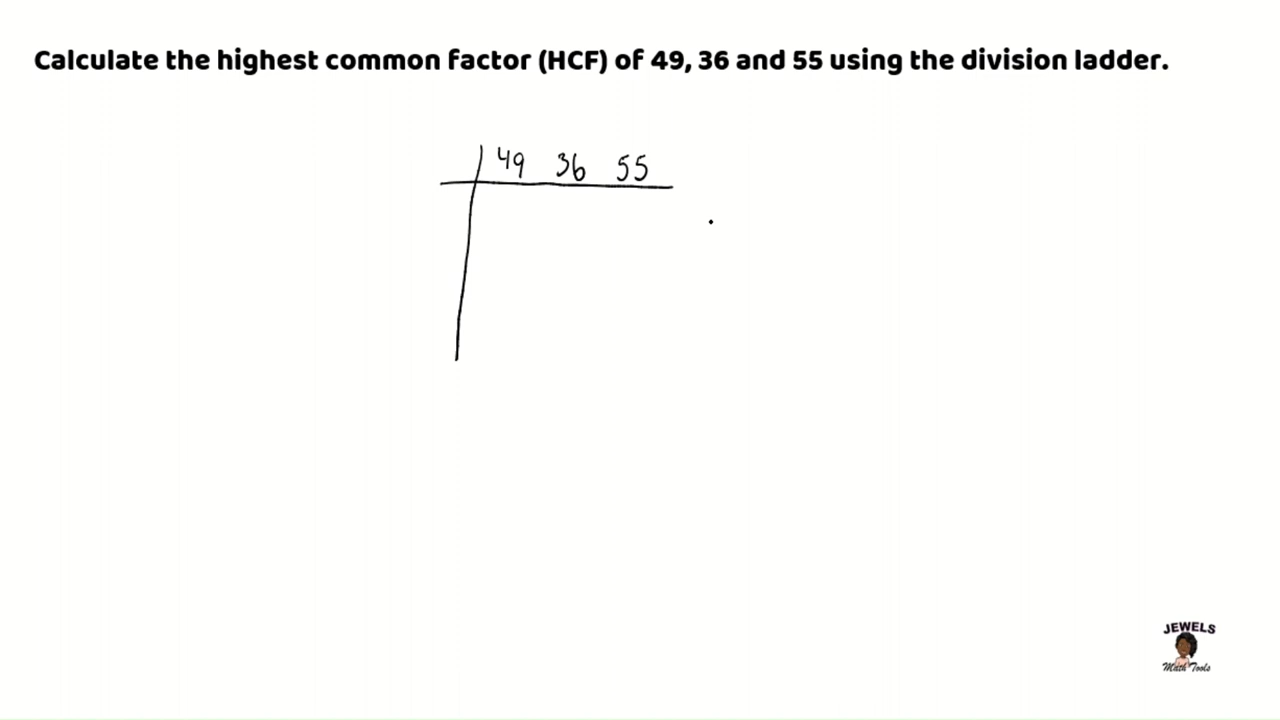 Calculate the highest common factor (HCF) of 49, 36 and 55 using the division ladder.
49 36 55
JEWELS
Math Tools